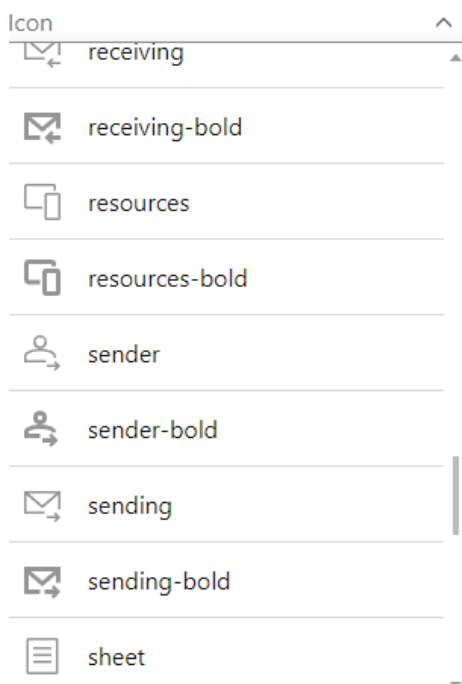 Icon
receiving
receiving-bold
resources
resources-bold
sender
sender-bold
sending
sending-bold
sheet